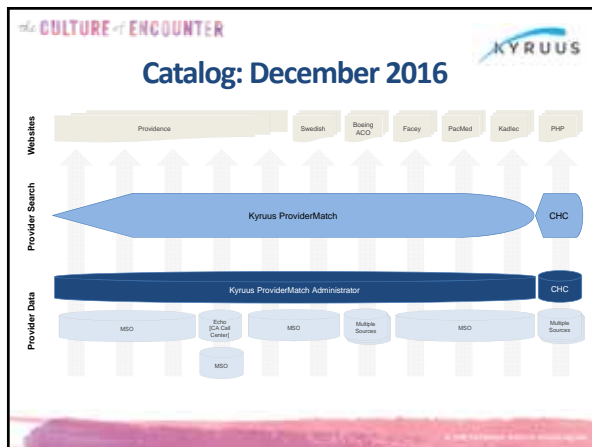 the CULTURE of ENCOUNTER
KYRUUS
Catalog: December 2016
Websites
Providence
Swedish
Boeing
ACO
Facey
PacMed
Kadlec
PHP
Provider Search
Kyruus ProviderMatch
CHC
Provider Data
Kyruus ProviderMatch Administrator
CHC
MSO
Echo
[CA Call
Center]
MSO
Multiple
Sources
MSO
Multiple
Sources
MSO